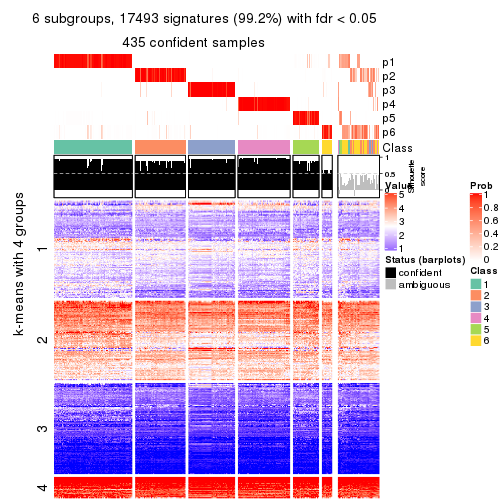 6 subgroups, 17493 signatures (99.2%) with fdr < 0.05
435 confident samples
p1
p2
p3
p4
p5
p6
Class
1
0.5
0
Silhouette
score
k-means with 4 groups
1
2
3
4
Value
5
4
3
2
1
Status (barplots)
confident
ambiguous
Prob
1
0.8
0.6
0.4
0.2
0
Class
1
2
3
4
5
6